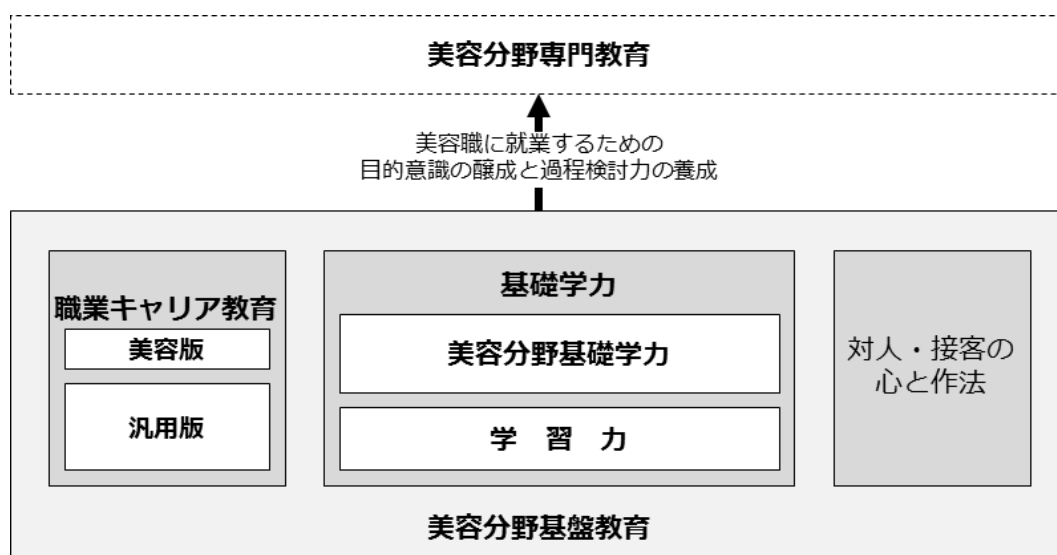 美容分野専門教育
美容職に就業するための
目的意識の醸成と過程検討力の養成
職業キャリア教育
美容版
汎用版
基礎学力
美容分野基礎学力
学　習　力
対人・接客の
心と作法
美容分野基盤教育